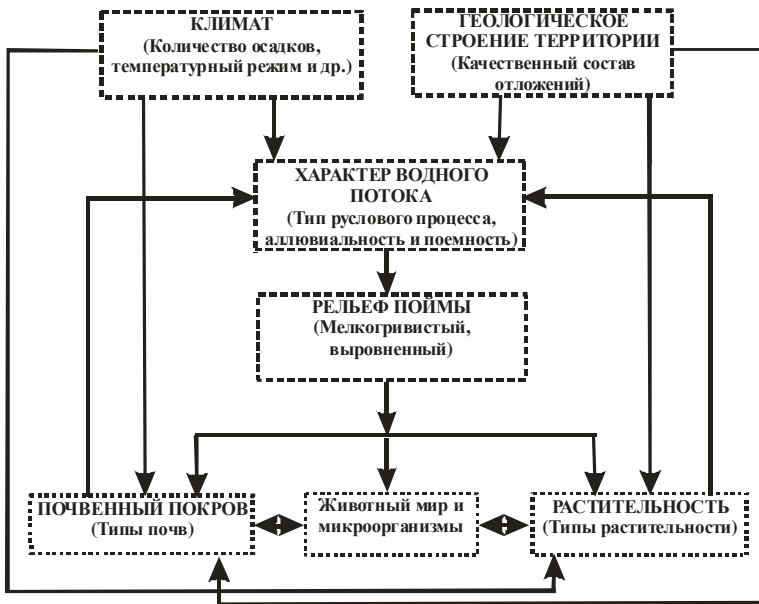 КЛИМАТ
(Количество осадков,
температурный режим и др.)
ГЕОЛОГИЧЕСКОЕ
СТРОЕНИЕ ТЕРРИТОРИИ
(Качественный состав
отложений)
ХАРАКТЕР ВОДНОГО
ПОТОКА
(Тип руслового процесса,
аллювиальность и поемность)
РЕЛЬЕФ ПОЙМЫ
(Мелкогривистый,
выровненный)
ПОЧВЕННЫЙ ПОКРОВ
(Типы почв)
Животный мир и
микроорганизмы
РАСТИТЕЛЬНОСТЬ
(Типы растительности)